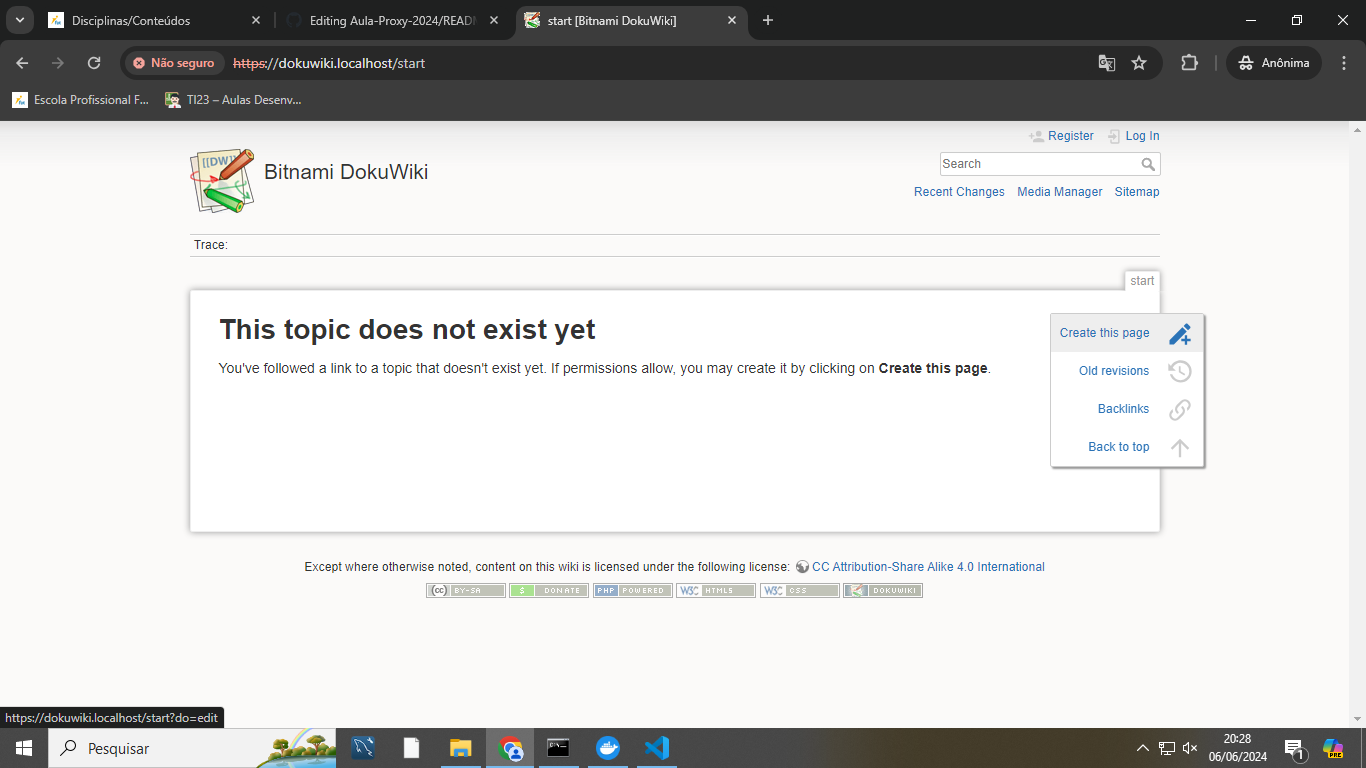 Disciplinas/Conteúdos
Editing Aula-Proxy-2024/READ
start [Bitnami DokuWiki]
Não seguro
https://dokuwiki.localhost/start
Anônima
Escola Profissional F...
TI23 – Aulas Desenv...
Register
Log In
[[DW]]
Bitnami DokuWiki
Search
Recent Changes
Media Manager
Sitemap
Trace:
start
This topic does not exist yet
You've followed a link to a topic that doesn't exist yet. If permissions allow, you may create it by clicking on Create this page.
Create this page
Old revisions
Backlinks
Back to top
Except where otherwise noted, content on this wiki is licensed under the following license: CC Attribution-Share Alike 4.0 International
cc BY-SA
$ DONATE
PHP POWERED
W3C HTML5
W3C CSS
DOKUWIKI
https://dokuwiki.localhost/start?do=edit
Pesquisar
20:28
06/06/2024
1
PRE